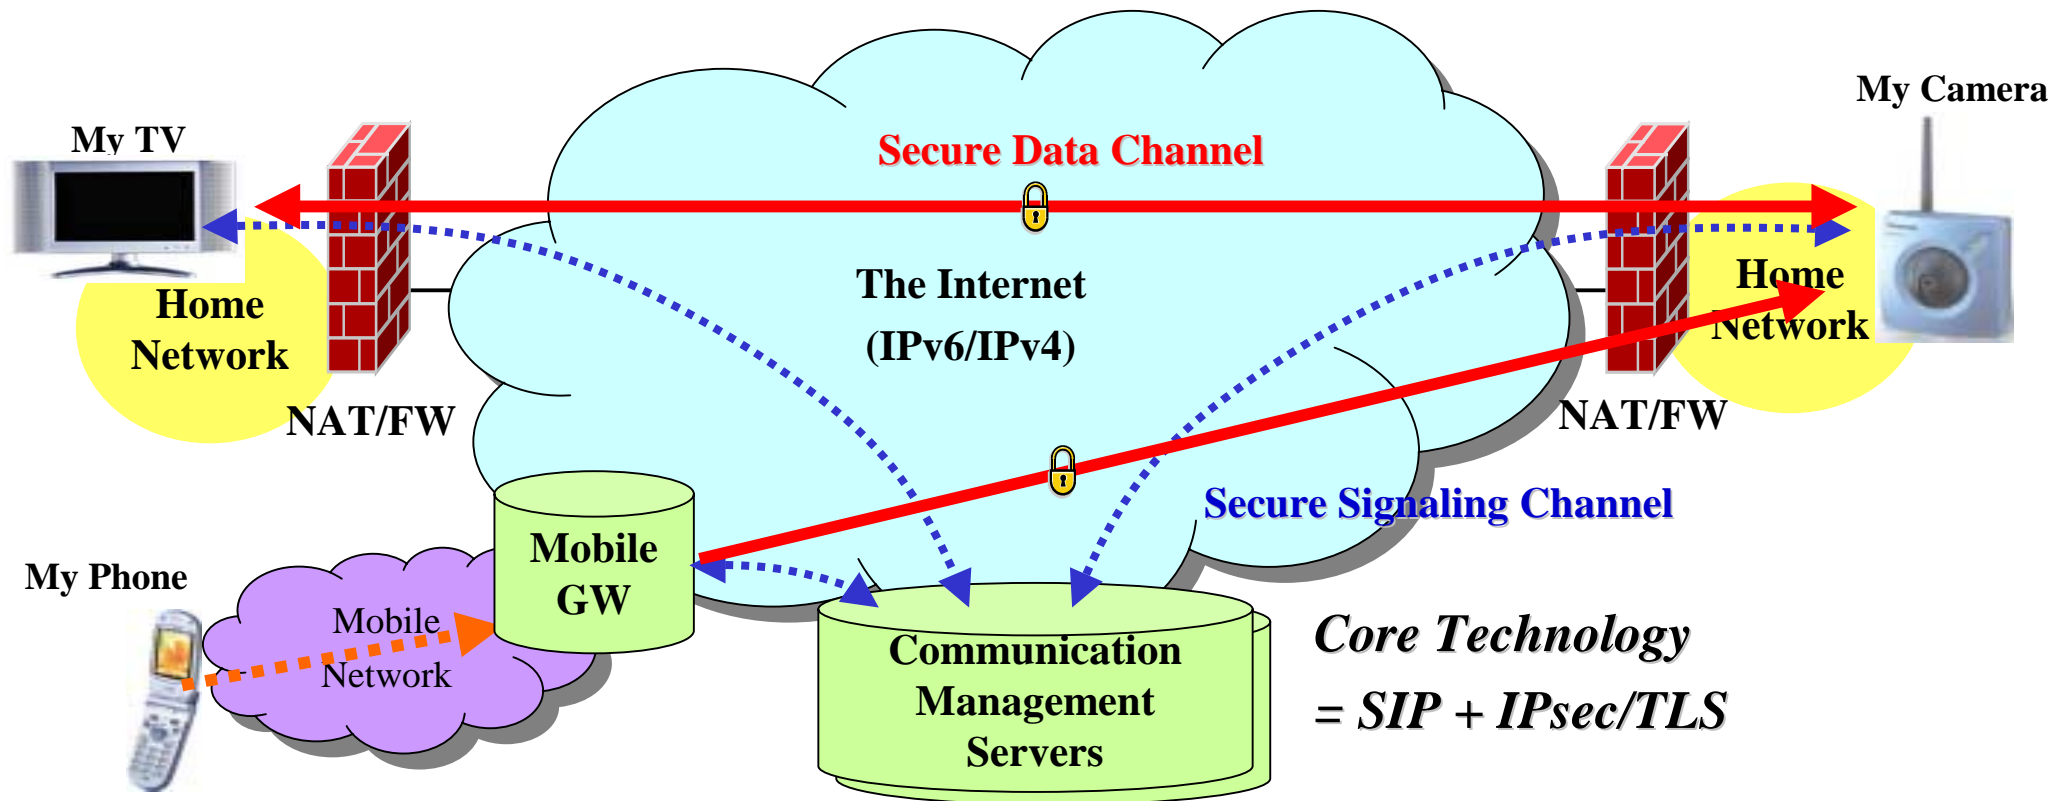 My Camera
My TV
Secure Data Channel
The Internet
(IPv6/IPv4)
Home
Network
Home
Network
NAT/FW
NAT/FW
Secure Signaling Channel
Mobile
GW
My Phone
Mobile
Network
Communication
Management
Servers
Core Technology
= SIP + IPsec/TLS